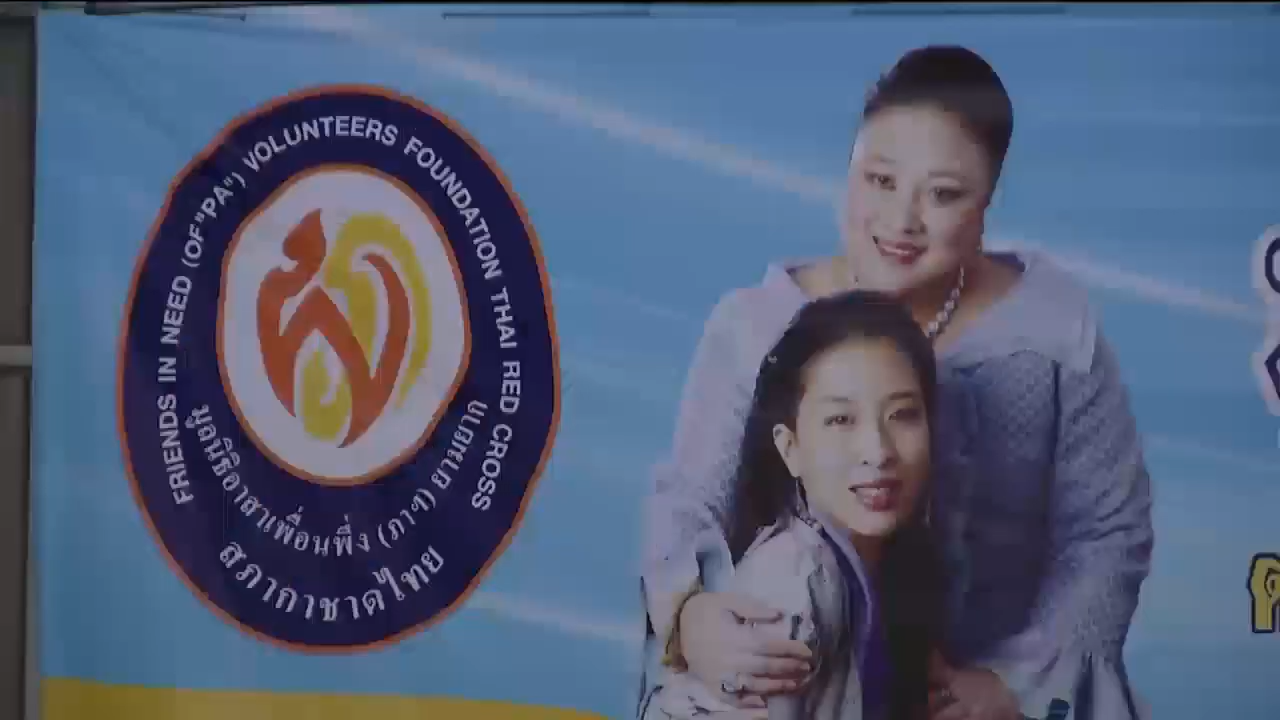 FRIENDS IN NEED (OF "PA") VOLUNTEERS FOUNDATION THAI RED CROSS
มูลนิธิอาสาเพื่อนพึ่ง (ภาฯ) ยามยาก
สภากาชาดไทย